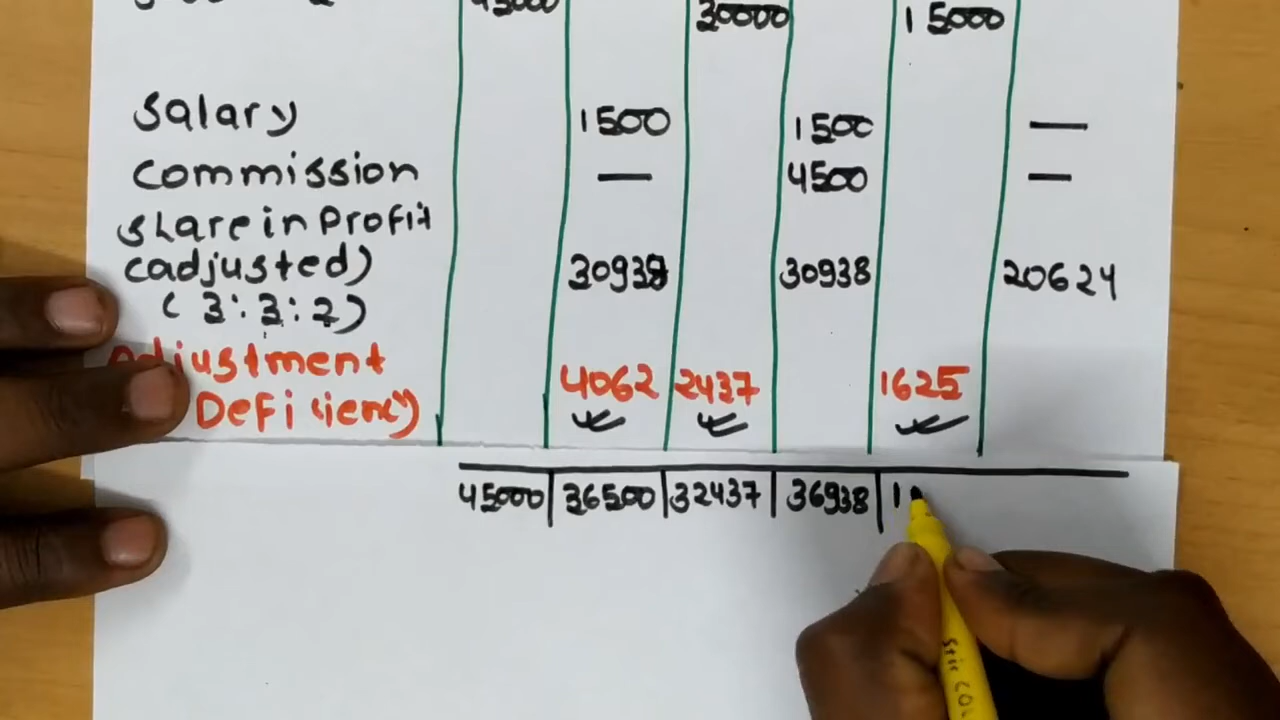 30000 15000
salary 1500 1500 —
commission — 4500 —
share in Profit
(adjusted) 30938 30938 20624
(3:3:2)
Adjustment
Deficiency) 4062 2437 1625
45000 36500 32437 36938 1